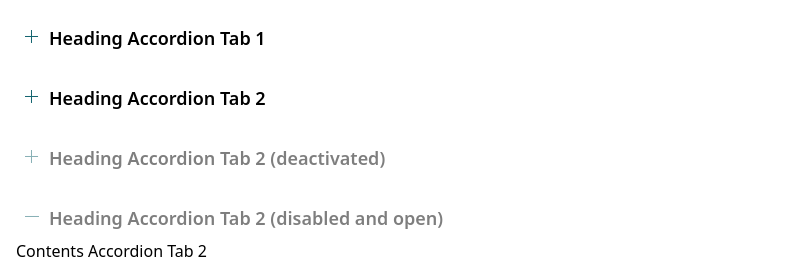 Heading Accordion Tab 1
Heading Accordion Tab 2
Heading Accordion Tab 2 (deactivated)
Heading Accordion Tab 2 (disabled and open)
Contents Accordion Tab 2